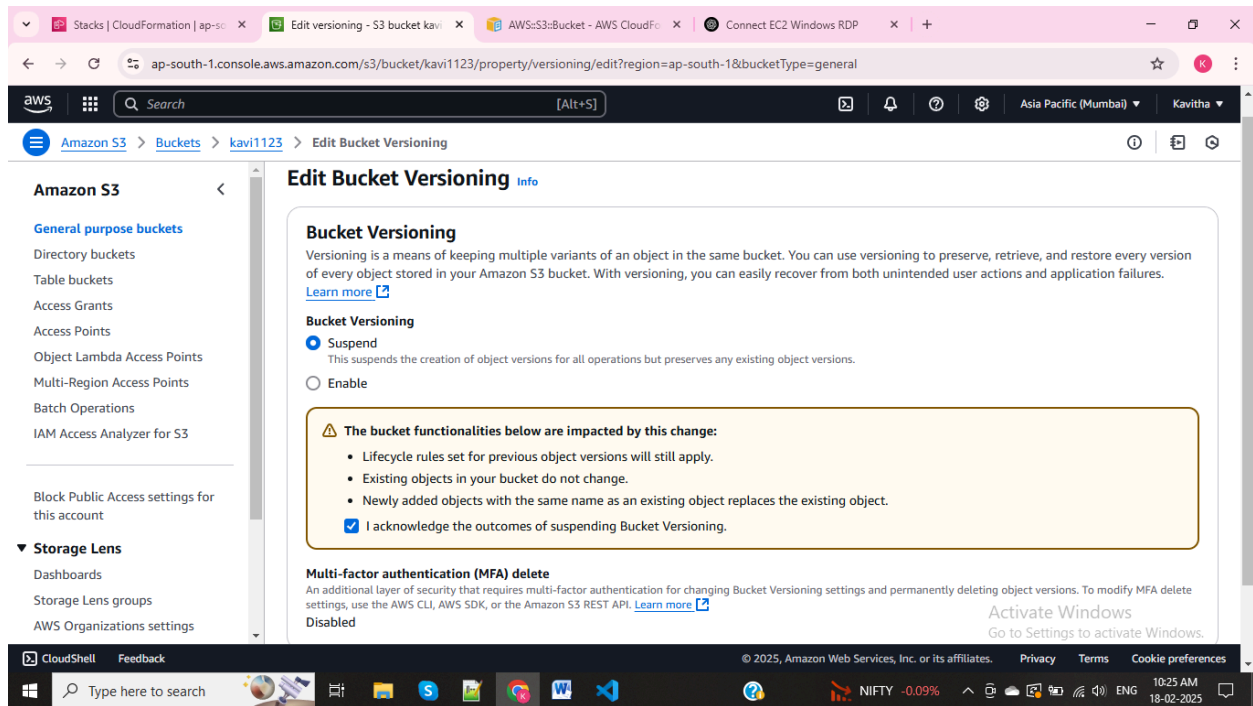 Stacks | CloudFormation | ap-so
Edit versioning - S3 bucket kavi
AWS::S3::Bucket - AWS CloudFo
Connect EC2 Windows RDP
ap-south-1.console.aws.amazon.com/s3/bucket/kavi1123/property/versioning/edit?region=ap-south-1&bucketType=general
K
aws
Search
[Alt+S]
Asia Pacific (Mumbai)
Kavitha
Amazon S3 > Buckets > kavi1123 > Edit Bucket Versioning
Amazon S3
General purpose buckets
Directory buckets
Table buckets
Access Grants
Access Points
Object Lambda Access Points
Multi-Region Access Points
Batch Operations
IAM Access Analyzer for S3
Block Public Access settings for
this account
Storage Lens
Dashboards
Storage Lens groups
AWS Organizations settings
Edit Bucket Versioning Info
Bucket Versioning
Versioning is a means of keeping multiple variants of an object in the same bucket. You can use versioning to preserve, retrieve, and restore every version
of every object stored in your Amazon S3 bucket. With versioning, you can easily recover from both unintended user actions and application failures.
Learn more
Bucket Versioning
Suspend
This suspends the creation of object versions for all operations but preserves any existing object versions.
Enable
The bucket functionalities below are impacted by this change:
• Lifecycle rules set for previous object versions will still apply.
• Existing objects in your bucket do not change.
• Newly added objects with the same name as an existing object replaces the existing object.
I acknowledge the outcomes of suspending Bucket Versioning.
Multi-factor authentication (MFA) delete
An additional layer of security that requires multi-factor authentication for changing Bucket Versioning settings and permanently deleting object versions. To modify MFA delete
settings, use the AWS CLI, AWS SDK, or the Amazon S3 REST API. Learn more
Disabled
Activate Windows
Go to Settings to activate Windows.
CloudShell
Feedback
© 2025, Amazon Web Services, Inc. or its affiliates.
Privacy
Terms
Cookie preferences
Type here to search
NIFTY -0.09%
ENG
10:25 AM
18-02-2025